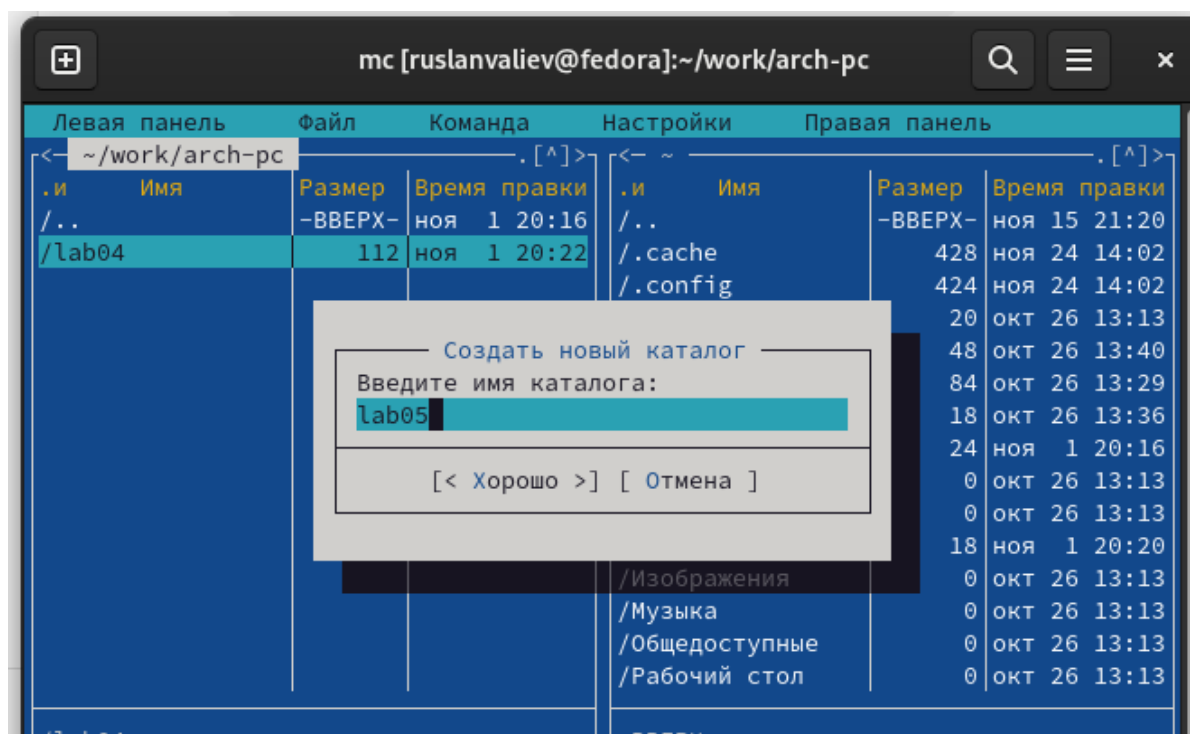 mc [ruslanvaliev@fedora]:~/work/arch-pc
Левая панель Файл Команда Настройки Правая панель
<— ~/work/arch-pc .[^]> <— ~ .[^]>
.и Имя Размер Время правки .и Имя Размер Время правки
/.. -ВВЕРХ- ноя 1 20:16 /.. -ВВЕРХ- ноя 15 21:20
/lab04 112 ноя 1 20:22 /.cache 428 ноя 24 14:02
/.config 424 ноя 24 14:02
20 окт 26 13:13
Создать новый каталог 48 окт 26 13:40
Введите имя каталога: 84 окт 26 13:29
lab05 18 окт 26 13:36
24 ноя 1 20:16
[< Хорошо >] [ Отмена ] 0 окт 26 13:13
0 окт 26 13:13
18 ноя 1 20:20
/Изображения 0 окт 26 13:13
/Музыка 0 окт 26 13:13
/Общедоступные 0 окт 26 13:13
/Рабочий стол 0 окт 26 13:13